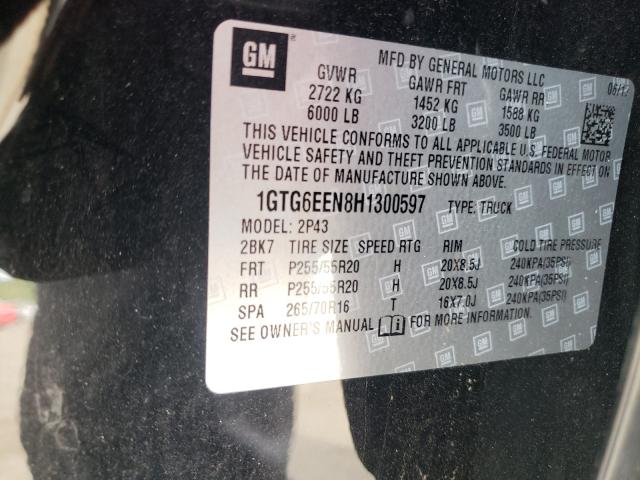 GM
MFD BY GENERAL MOTORS LLC
GVWR GAWR FRT GAWR RR
2722 KG 1452 KG 1588 KG
6000 LB 3200 LB 3500 LB
THIS VEHICLE CONFORMS TO ALL APPLICABLE U.S. FEDERAL MOTOR
VEHICLE SAFETY AND THEFT PREVENTION STANDARDS IN EFFECT ON
THE DATE OF MANUFACTURE SHOWN ABOVE.
1GTG6EEN8H1300597 TYPE: TRUCK
MODEL: 2P43
2BK7 TIRE SIZE SPEED RTG RIM COLD TIRE PRESSURE
FRT P255/55R20 H 20X8.5J 240KPA(35PSI)
RR P255/55R20 H 20X8.5J 240KPA(35PSI)
SPA 265/70R16 T 16X7.0J 240KPA(35PSI)
SEE OWNER'S MANUAL FOR MORE INFORMATION.